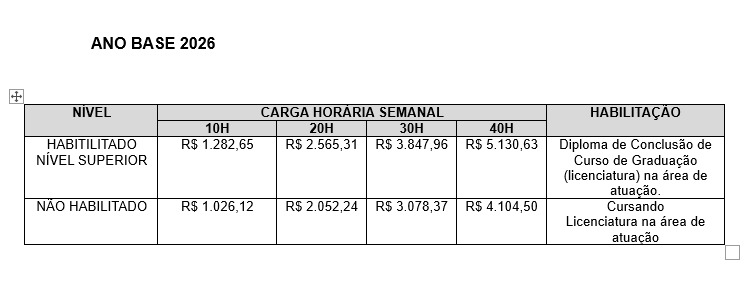 ANO BASE 2026
NÍVEL CARGA HORÁRIA SEMANAL HABILITAÇÃO
10H 20H 30H 40H
HABITILITADO NÍVEL SUPERIOR R$ 1.282,65 R$ 2.565,31 R$ 3.847,96 R$ 5.130,63 Diploma de Conclusão de
Curso de Graduação
(licenciatura) na área de
atuação.
NÃO HABILITADO R$ 1.026,12 R$ 2.052,24 R$ 3.078,37 R$ 4.104,50 Cursando
Licenciatura na área de
atuação